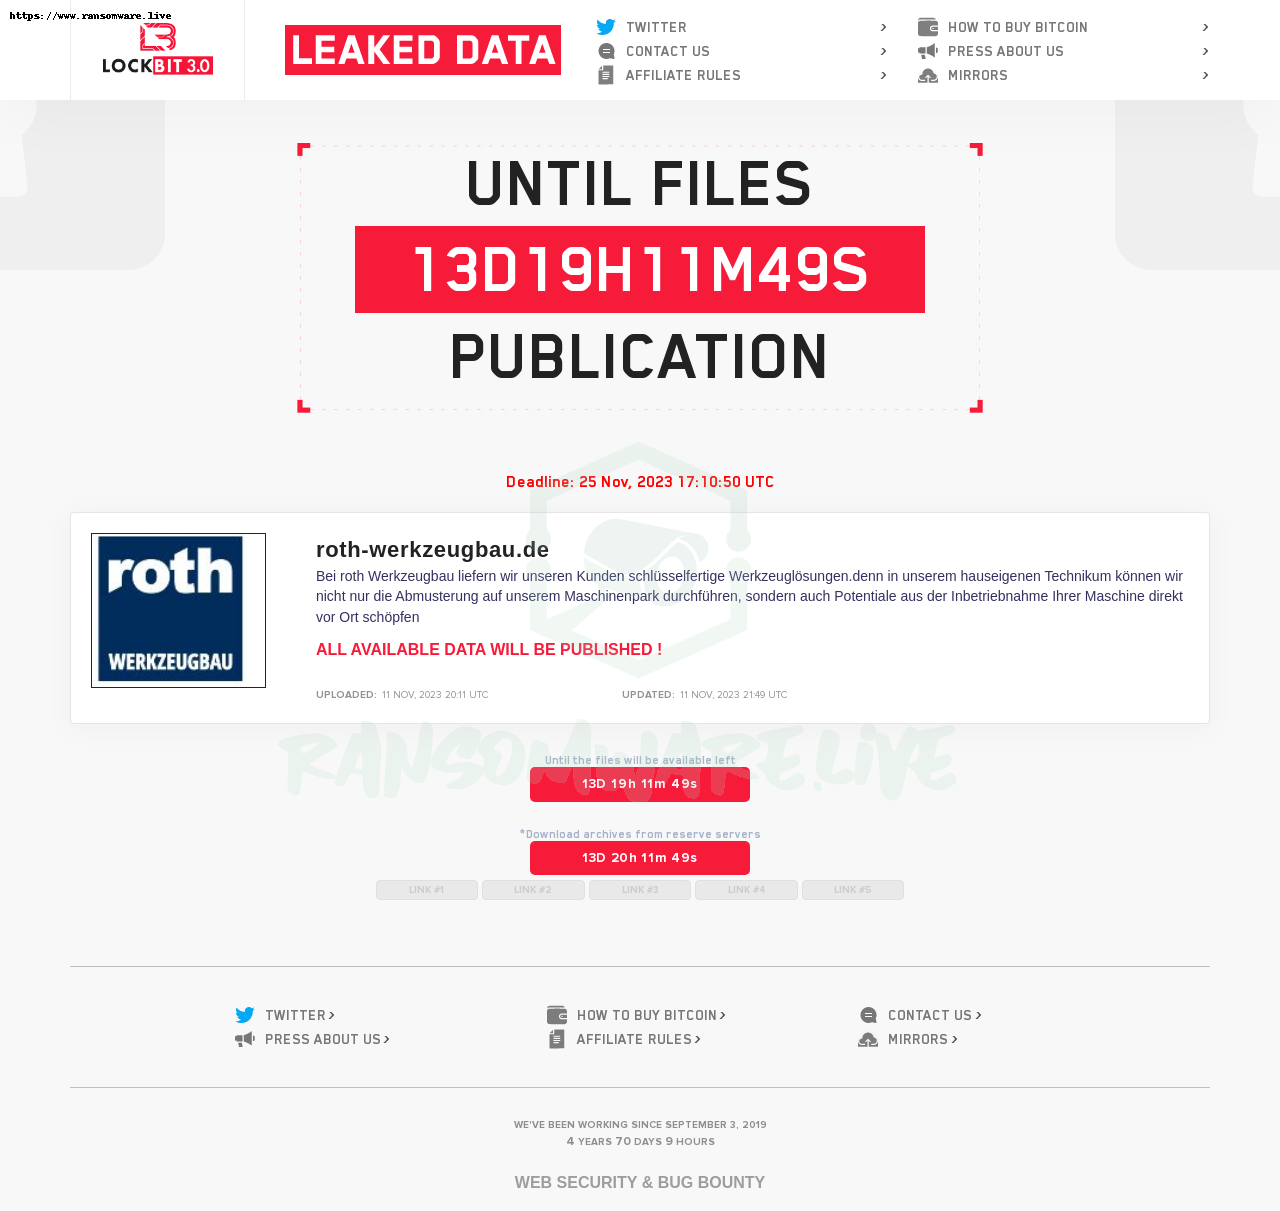 https://www.ransomware.live
LOCKBIT 3.0
LEAKED DATA
TWITTER
CONTACT US
AFFILIATE RULES
HOW TO BUY BITCOIN
PRESS ABOUT US
MIRRORS
UNTIL FILES
13D19H11M49S
PUBLICATION
Deadline: 25 Nov, 2023 17:10:50 UTC
roth
WERKZEUGBAU
roth-werkzeugbau.de
Bei roth Werkzeugbau liefern wir unseren Kunden schlüsselfertige Werkzeuglösungen.denn in unserem hauseigenen Technikum können wir
nicht nur die Abmusterung auf unserem Maschinenpark durchführen, sondern auch Potentiale aus der Inbetriebnahme Ihrer Maschine direkt
vor Ort schöpfen
ALL AVAILABLE DATA WILL BE PUBLISHED !
UPLOADED: 11 NOV, 2023 20:11 UTC
UPDATED: 11 NOV, 2023 21:49 UTC
RANSOMWARE.LIVE
Until the files will be available left
13D 19h 11m 49s
*Download archives from reserve servers
13D 20h 11m 49s
LINK #1
LINK #2
LINK #3
LINK #4
LINK #5
TWITTER
HOW TO BUY BITCOIN
CONTACT US
PRESS ABOUT US
AFFILIATE RULES
MIRRORS
WE'VE BEEN WORKING SINCE SEPTEMBER 3, 2019
4 YEARS 70 DAYS 9 HOURS
WEB SECURITY & BUG BOUNTY